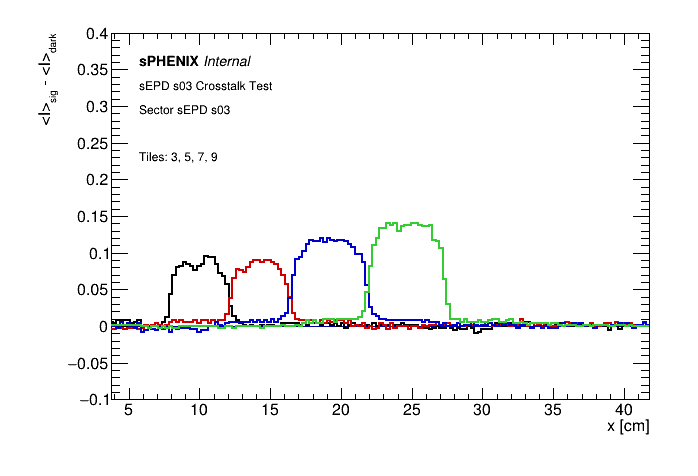 <I>sig - <I>dark
0.4
0.35
0.3
0.25
0.2
0.15
0.1
0.05
0
−0.05
−0.1
sPHENIX Internal
sEPD s03 Crosstalk Test
Sector sEPD s03
Tiles: 3, 5, 7, 9
5 10 15 20 25 30 35 40
x [cm]